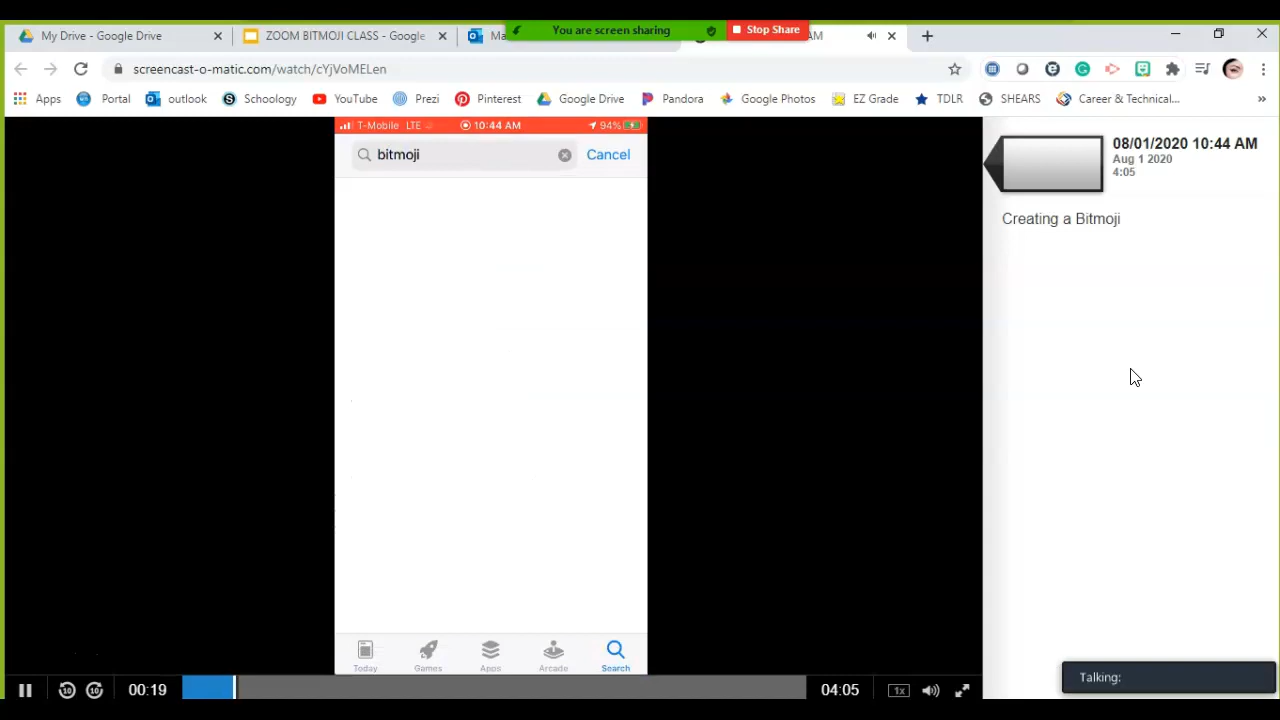 You are screen sharing Stop Share
My Drive - Google Drive ZOOM BITMOJI CLASS - Google AM
screencast-o-matic.com/watch/cYjVoMELen
Apps Portal outlook Schoology YouTube Prezi Pinterest Google Drive Pandora Google Photos EZ Grade TDLR SHEARS Career & Technical... »
T-Mobile LTE 10:44 AM 94%
bitmoji Cancel
08/01/2020 10:44 AM
Aug 1 2020
4:05
Creating a Bitmoji
Today Games Apps Arcade Search
Talking:
10 10 00:19 04:05 1x